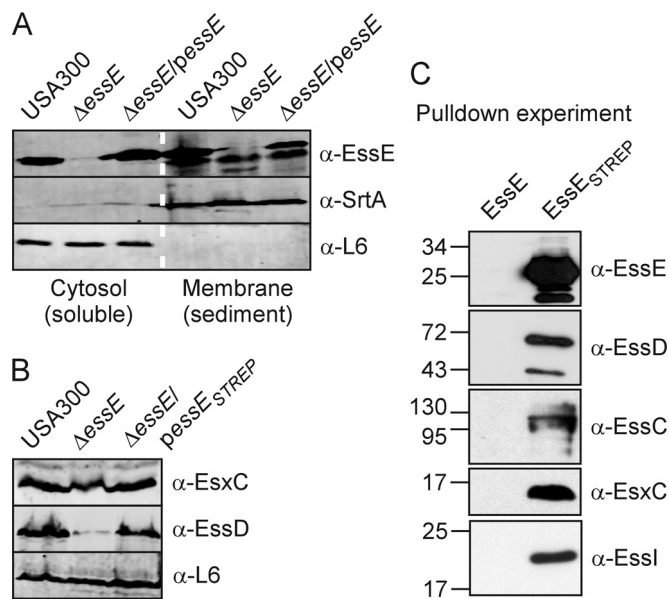 A
USA300
ΔessE
ΔessE/pessE
USA300
ΔessE
ΔessE/pessE
α-EssE
α-SrtA
α-L6
Cytosol
(soluble)
Membrane
(sediment)
B
USA300
ΔessE
ΔessE/
pessE_STREP
α-EsxC
α-EssD
α-L6
C
Pulldown experiment
EssE
EssE_STREP
34
25
α-EssE
72
43
α-EssD
130
95
α-EssC
17
α-EsxC
25
17
α-EssI